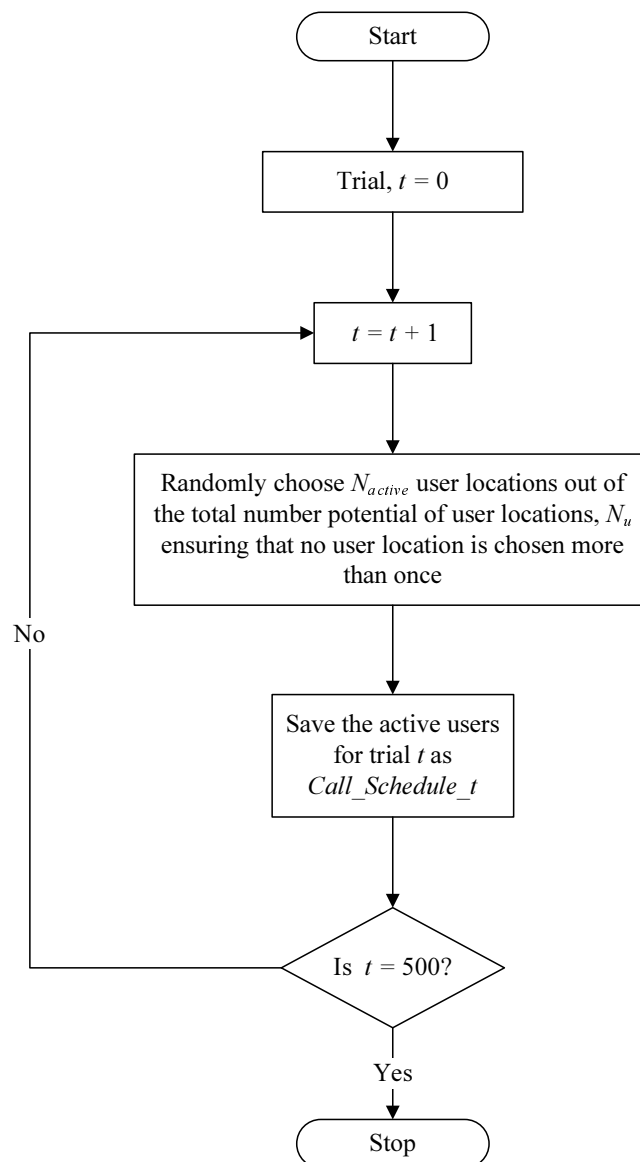 Start
Trial, t = 0
t = t + 1
Randomly choose N_active user locations out of
the total number potential of user locations, N_u
ensuring that no user location is chosen more
than once
No
Save the active users
for trial t as
Call_Schedule_t
Is t = 500?
Yes
Stop